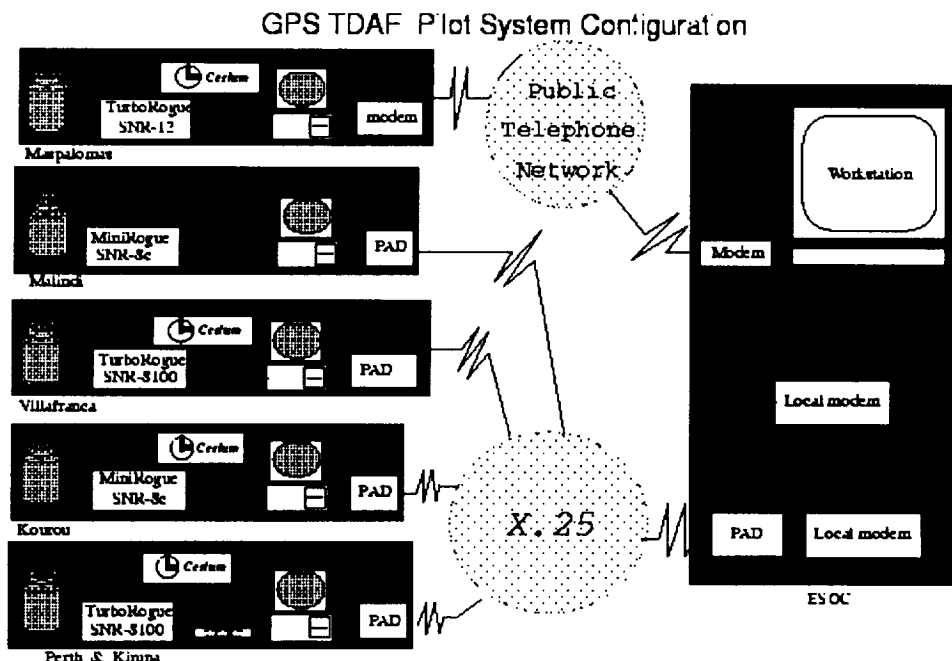 GPS TDAF Pilot System Configuration
Cesium
TurboRogue
SNR-12
modem
Maspalomas
MiniRogue
SNR-8c
PAD
Malindi
Cesium
TurboRogue
SNR-8100
PAD
Villafranca
Cesium
MiniRogue
SNR-8c
PAD
Kourou
Cesium
TurboRogue
SNR-8100
PAD
Perth & Kiruna
Public
Telephone
Network
X.25
Workstation
Modem
Local modem
PAD
Local modem
ESOC